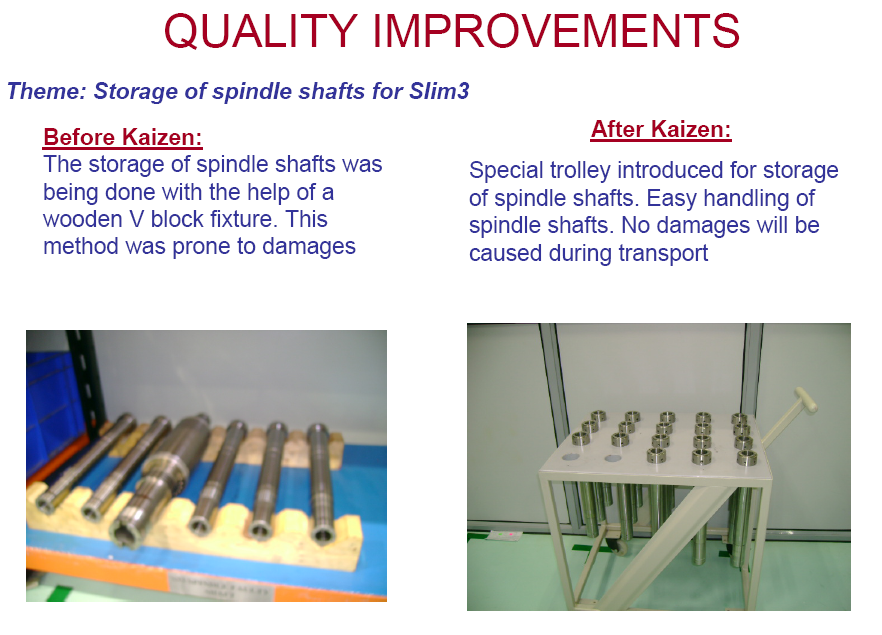 QUALITY IMPROVEMENTS
Theme: Storage of spindle shafts for Slim3
Before Kaizen:
The storage of spindle shafts was
being done with the help of a
wooden V block fixture. This
method was prone to damages
After Kaizen:
Special trolley introduced for storage
of spindle shafts. Easy handling of
spindle shafts. No damages will be
caused during transport